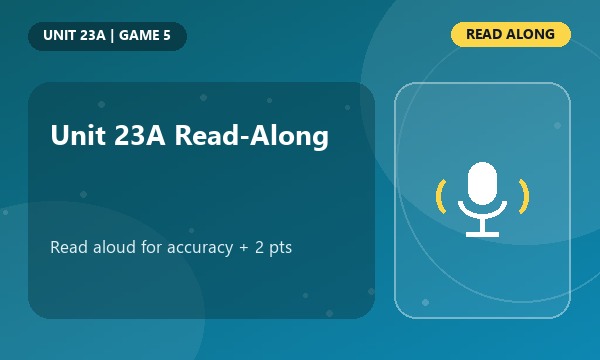 UNIT 23A | GAME 5
READ ALONG
Unit 23A Read-Along
Read aloud for accuracy + 2 pts